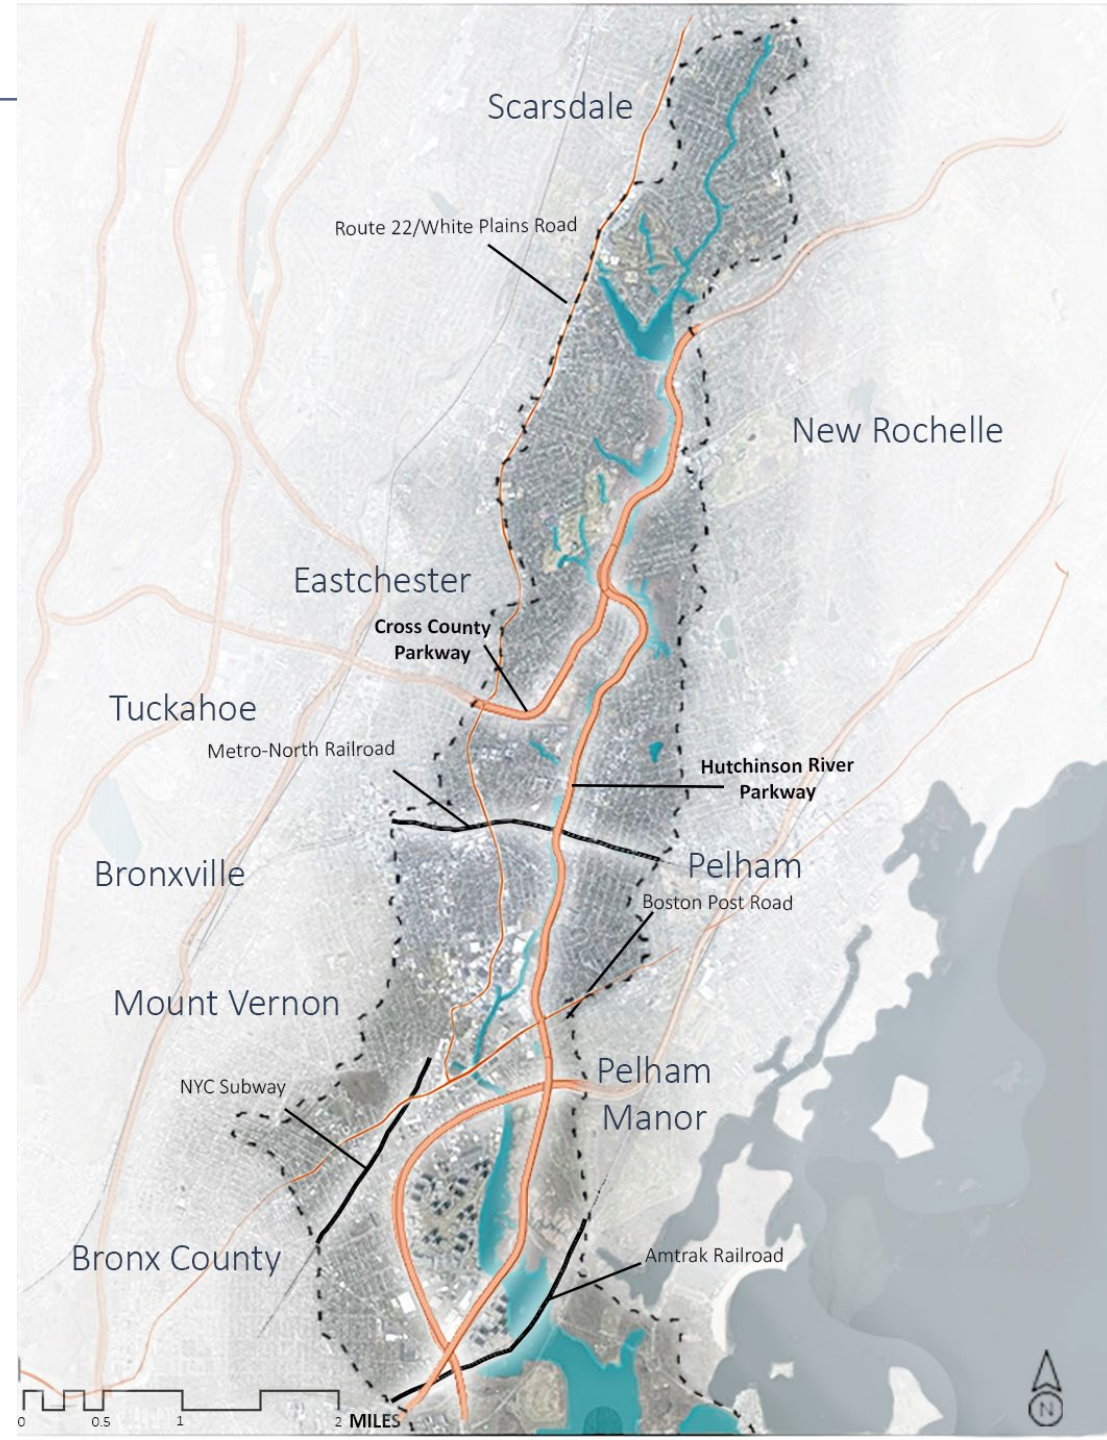 Scarsdale
Route 22/White Plains Road
New Rochelle
Eastchester
Cross County
Parkway
Tuckahoe
Metro-North Railroad
Hutchinson River
Parkway
Pelham
Bronxville
Boston Post Road
Mount Vernon
Pelham
Manor
NYC Subway
Bronx County
Amtrak Railroad
0 0.5 1 2 MILES
N